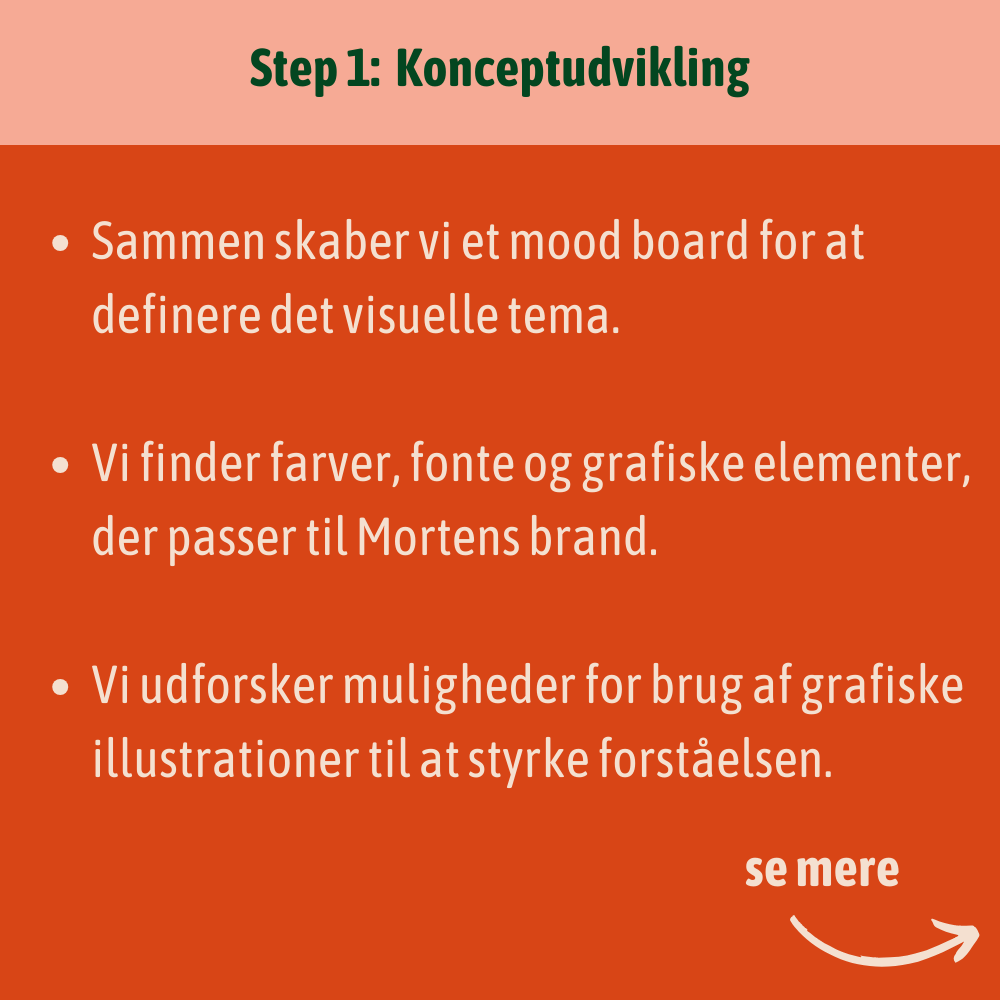 Step 1: Konceptudvikling
• Sammen skaber vi et mood board for at
definere det visuelle tema.
• Vi finder farver, fonte og grafiske elementer,
der passer til Mortens brand.
• Vi udforsker muligheder for brug af grafiske
illustrationer til at styrke forståelsen.
se mere